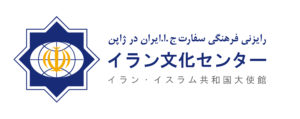 رایزنی فرهنگی سفارت ج.ا.ایران در ژاپن
イラン文化センター
イラン・イスラム共和国大使館